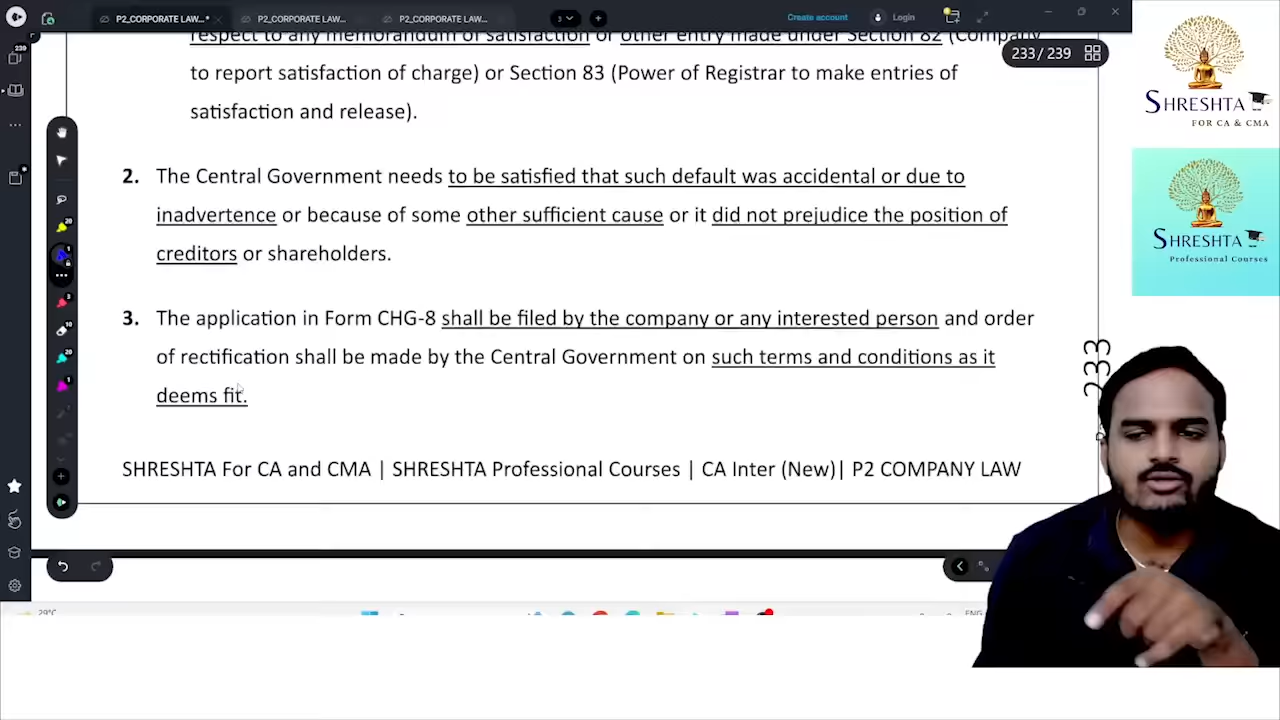 P2_CORPORATE LAW...*
P2_CORPORATE LAW...
P2_CORPORATE LAW...
3
Create account
Login
239
respect to any memorandum of satisfaction or other entry made under Section 82 (Company
233 / 239
to report satisfaction of charge) or Section 83 (Power of Registrar to make entries of
satisfaction and release).
SHRESHTA
FOR CA & CMA
2. The Central Government needs to be satisfied that such default was accidental or due to
inadvertence or because of some other sufficient cause or it did not prejudice the position of
creditors or shareholders.
SHRESHTA
Professional Courses
3. The application in Form CHG-8 shall be filed by the company or any interested person and order
of rectification shall be made by the Central Government on such terms and conditions as it
deems fit.
233
SHRESHTA For CA and CMA | SHRESHTA Professional Courses | CA Inter (New)| P2 COMPANY LAW
29°C
ENG